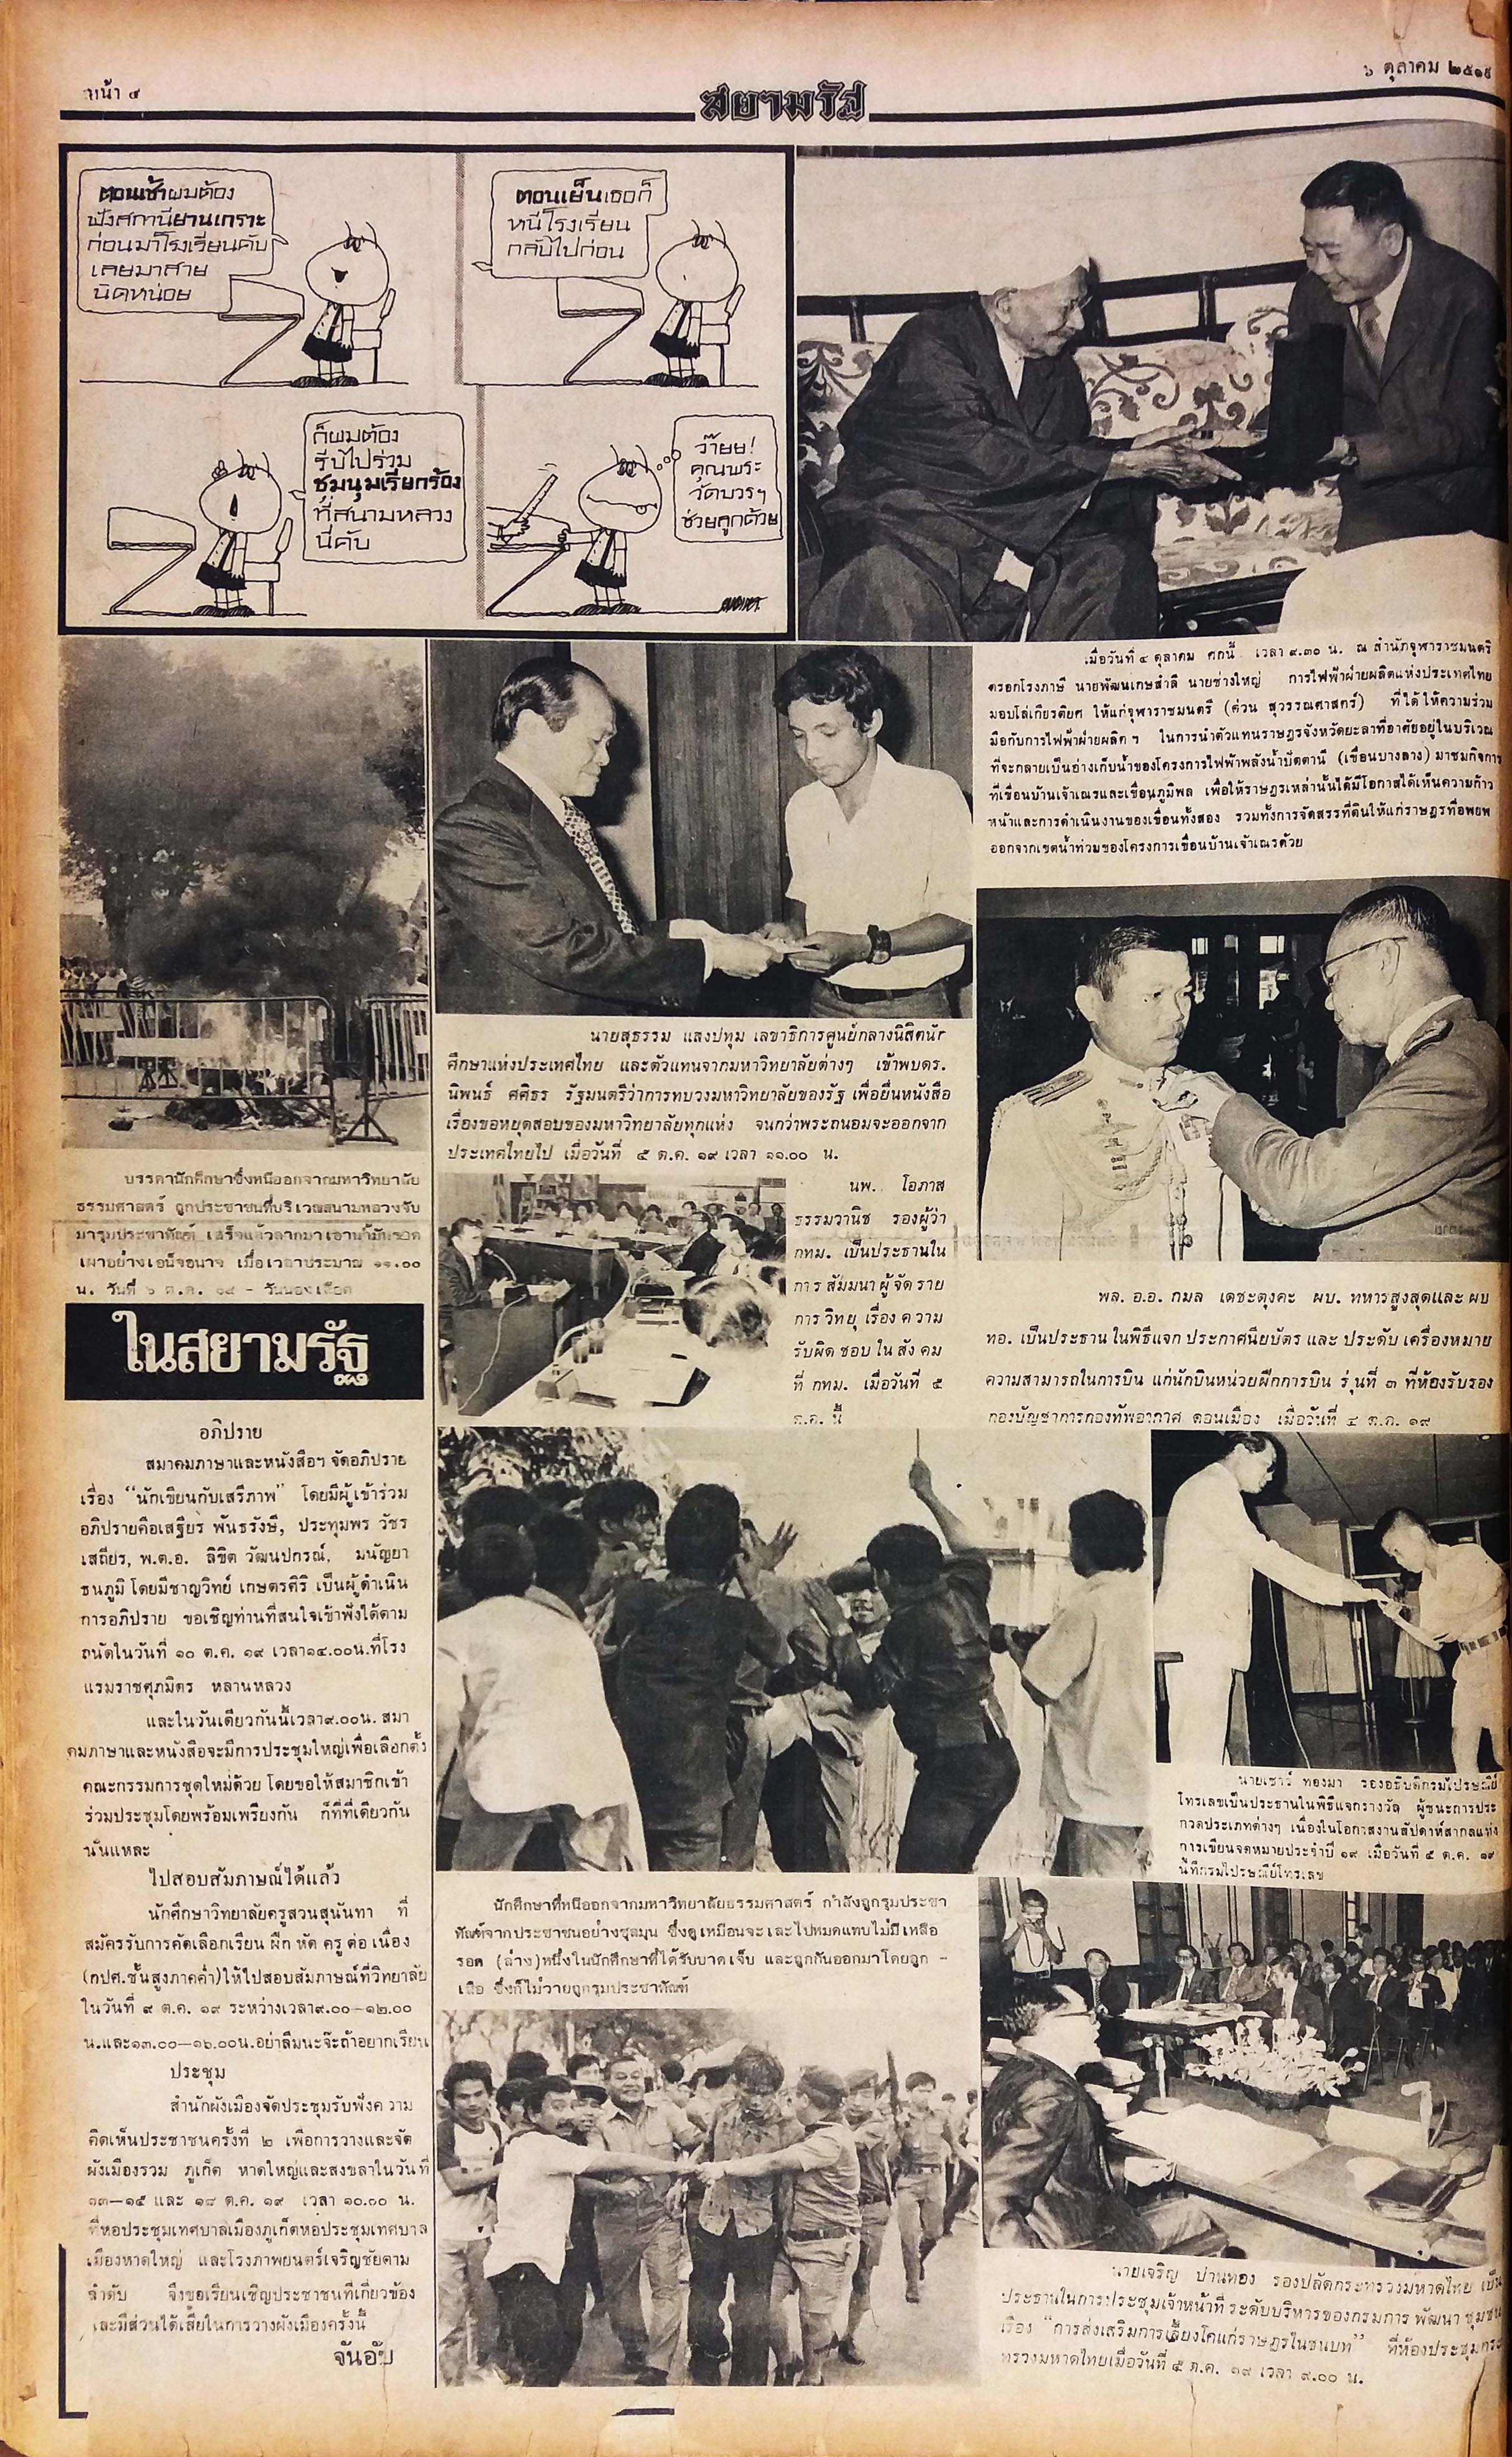 หน้า ๔
สยามรัฐ
๖ ตุลาคม ๒๕๑๙
ตอนเช้าผมต้อง
ฟังสถานียานเกราะ
ก่อนมาโรงเรียนคับ
เลยมาสาย
นิดหน่อย
ตอนเย็นเธอก็
หนีโรงเรียน
กลับไปก่อน
ก็ผมต้อง
รีบไปร่วม
ชุมนุมเรียกร้อง
ที่สนามหลวง
นี่คับ
ว๊ายย!
คุณพระ
วัดบวรฯ
ช่วยลูกด้วย
เมื่อวันที่ ๔ ตุลาคม ศกนี้ เวลา ๙.๓๐ น. ณ สำนักจุฬาราชมนตรี
ตรอกโรงภาษี นายพัฒนเกษสำลี นายช่างใหญ่ การไฟฟ้าฝ่ายผลิตแห่งประเทศไทย
มอบโล่เกียรติยศ ให้แก่จุฬาราชมนตรี (ต่วน สุวรรณศาสตร์) ที่ได้ให้ความร่วม
มือกับการไฟฟ้าฝ่ายผลิต ฯ ในการนำตัวแทนราษฎรจังหวัดยะลาที่อาศัยอยู่ในบริเวณ
ที่จะกลายเป็นอ่างเก็บน้ำของโครงการไฟฟ้าพลังน้ำปัตตานี (เขื่อนบางลาง) มาชมกิจการ
ที่เขื่อนบ้านเจ้าเณรและเขื่อนภูมิพล เพื่อให้ราษฎรเหล่านั้นได้มีโอกาสได้เห็นความก้าว
หน้าและการดำเนินงานของเขื่อนทั้งสอง รวมทั้งการจัดสรรที่ดินให้แก่ราษฎรที่อพยพ
ออกจากเขตน้ำท่วมของโครงการเขื่อนบ้านเจ้าเณรด้วย
นายสุธรรม แสงปทุม เลขาธิการศูนย์กลางนิสิตนัก
ศึกษาแห่งประเทศไทย และตัวแทนจากมหาวิทยาลัยต่างๆ เข้าพบดร.
นิพนธ์ ศศิธร รัฐมนตรีว่าการทบวงมหาวิทยาลัยของรัฐ เพื่อยื่นหนังสือ
เรื่องขอหยุดสอบของมหาวิทยาลัยทุกแห่ง จนกว่าพระถนอมจะออกจาก
ประเทศไทยไป เมื่อวันที่ ๕ ต.ค. ๑๙ เวลา ๑๑.๐๐ น.
บรรดานักศึกษาซึ่งหนีออกจากมหาวิทยาลัย
ธรรมศาสตร์ ถูกประชาชนที่บริเวณสนามหลวงจับ
มารุมประชาทัณฑ์ เสร็จแล้วลากมาเอาน้ำมันราด
เผาอย่างเอน็จอนาจ เมื่อเวลาประมาณ ๑๑.๐๐
น. วันที่ ๖ ต.ค. ๑๙ - วันนองเลือด
นพ. โอภาส
ธรรมวานิช รองผู้ว่า
กทม. เป็นประธานใน
การ สัมมนา ผู้ จัด ราย
การ วิทยุ เรื่อง ความ
รับผิด ชอบ ใน สัง คม
ที่ กทม. เมื่อวันที่ ๕
ต.ค. นี้
พล. อ.อ. กมล เดชะตุงคะ ผบ. ทหารสูงสุดและ ผบ
ทอ. เป็นประธาน ในพิธีแจก ประกาศนียบัตร และ ประดับ เครื่องหมาย
ความสามารถในการบิน แก่นักบินหน่วยฝึกการบิน รุ่นที่ ๓ ที่ห้องรับรอง
กองบัญชาการกองทัพอากาศ ดอนเมือง เมื่อวันที่ ๔ ต.ค. ๑๙
ในสยามรัฐ
อภิปราย
สมาคมภาษาและหนังสือฯ จัดอภิปราย
เรื่อง “นักเขียนกับเสรีภาพ” โดยมีผู้เข้าร่วม
อภิปรายคือเสฐียร พันธรังษี, ประทุมพร วัชร
เสถียร, พ.ต.อ. ลิขิต วัฒนปกรณ์, มนัญยา
ธนภูมิ โดยมีชาญวิทย์ เกษตรศิริ เป็นผู้ดำเนิน
การอภิปราย ขอเชิญท่านที่สนใจเข้าฟังได้ตาม
ถนัดในวันที่ ๑๐ ต.ค. ๑๙ เวลา๑๔.๐๐น.ที่โรง
แรมราชศุภมิตร หลานหลวง
และในวันเดียวกันนี้เวลา๙.๐๐น. สมา
คมภาษาและหนังสือจะมีการประชุมใหญ่เพื่อเลือกตั้ง
คณะกรรมการชุดใหม่ด้วย โดยขอให้สมาชิกเข้า
ร่วมประชุมโดยพร้อมเพรียงกัน ก็ที่ที่เดียวกัน
นั่นแหละ
ไปสอบสัมภาษณ์ได้แล้ว
นักศึกษาวิทยาลัยครูสวนสุนันทา ที่
สมัครรับการคัดเลือกเรียน ฝึก หัด ครู ต่อ เนื่อง
(กปศ.ชั้นสูงภาคค่ำ)ให้ไปสอบสัมภาษณ์ที่วิทยาลัย
ในวันที่ ๙ ต.ค. ๑๙ ระหว่างเวลา๙.๐๐–๑๒.๐๐
น.และ๑๓.๐๐–๑๖.๐๐น.อย่าลืมนะจ๊ะถ้าอยากเรียน
ประชุม
สำนักผังเมืองจัดประชุมรับฟังความ
คิดเห็นประชาชนครั้งที่ ๒ เพื่อการวางและจัด
ผังเมืองรวม ภูเก็ต หาดใหญ่และสงขลาในวันที่
๑๓–๑๕ และ ๑๘ ต.ค. ๑๙ เวลา ๑๐.๐๐ น.
ที่หอประชุมเทศบาลเมืองภูเก็ตหอประชุมเทศบาล
เมืองหาดใหญ่ และโรงภาพยนตร์เจริญชัยตาม
ลำดับ จึงขอเรียนเชิญประชาชนที่เกี่ยวข้อง
และมีส่วนได้เสียในการวางผังเมืองครั้งนี้
จันอับ
นายเชาว์ ทองมา รองอธิบดีกรมไปรษณีย์
โทรเลขเป็นประธานในพิธีแจกรางวัล ผู้ชนะการประ
กวดประเภทต่างๆ เนื่องในโอกาสงานสัปดาห์สากลแห่ง
การเขียนจดหมายประจำปี ๑๙ เมื่อวันที่ ๕ ต.ค. ๑๙
นี้ที่กรมไปรษณีย์โทรเลข
นักศึกษาที่หนีออกจากมหาวิทยาลัยธรรมศาสตร์ กำลังถูกรุมประชา
ทัณฑ์จากประชาชนอย่างชุลมุน ซึ่งดูเหมือนจะเละไปหมดแทบไม่มีเหลือ
รอด (ล่าง)หนึ่งในนักศึกษาที่ได้รับบาดเจ็บ และถูกกันออกมาโดยลูก -
เสือ ซึ่งก็ไม่วายถูกรุมประชาทัณฑ์
นายเจริญ ปานทอง รองปลัดกระทรวงมหาดไทย เป็น
ประธานในการประชุมเจ้าหน้าที่ ระดับบริหารของกรมการ พัฒนา ชุมชน
เรื่อง “การส่งเสริมการเลี้ยงโคแก่ราษฎรในชนบท” ที่ห้องประชุมกระ
ทรวงมหาดไทยเมื่อวันที่ ๕ ต.ค. ๑๙ เวลา ๙.๐๐ น.